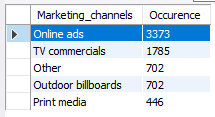 Marketing_channels Occurence
Online ads 3373
TV commercials 1785
Other 702
Outdoor billboards 702
Print media 446